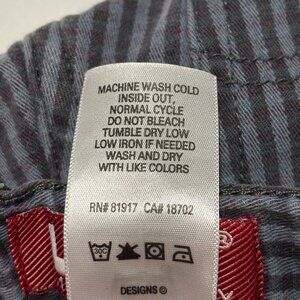 MACHINE WASH COLD
INSIDE OUT,
NORMAL CYCLE
DO NOT BLEACH
TUMBLE DRY LOW
LOW IRON IF NEEDED
WASH AND DRY
WITH LIKE COLORS
RN# 81917 CA# 18702
DESIGNS ©
®